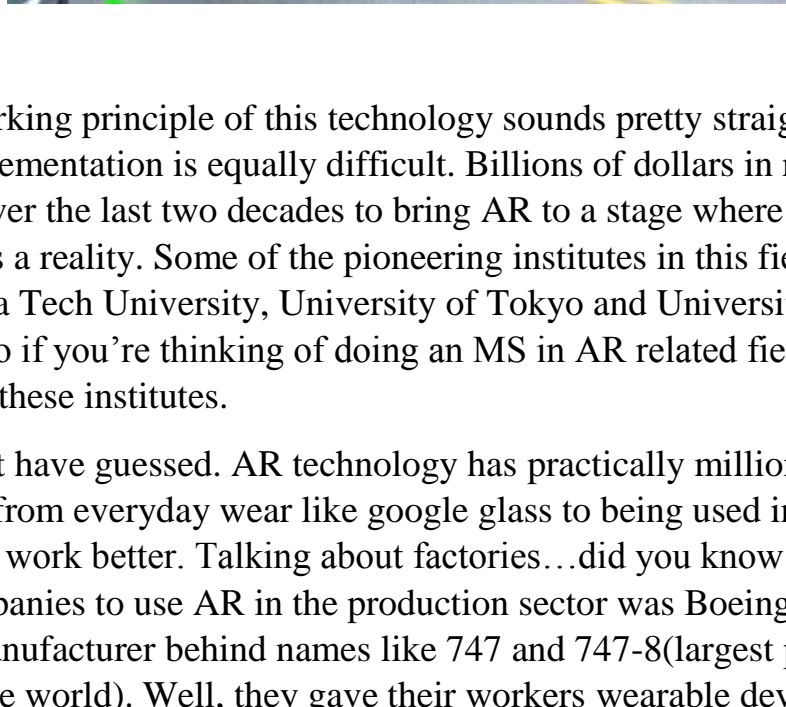 rking principle of this technology sounds pretty straig
ementation is equally difficult. Billions of dollars in
ver the last two decades to bring AR to a stage where
s a reality. Some of the pioneering institutes in this fie
a Tech University, University of Tokyo and Universit
o if you're thinking of doing an MS in AR related fie
these institutes.
t have guessed. AR technology has practically million
from everyday wear like google glass to being used in
work better. Talking about factories…did you know
panies to use AR in the production sector was Boeing
anufacturer behind names like 747 and 747-8(largest p
e world). Well, they gave their workers wearable dev